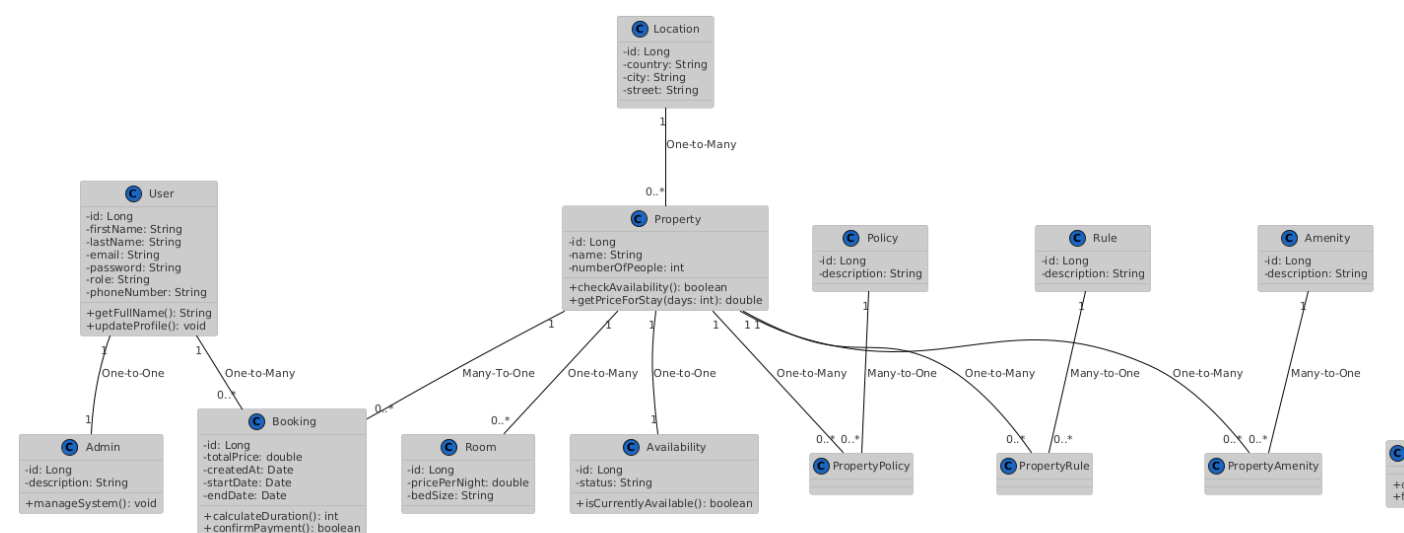 C Location
-id: Long
-country: String
-city: String
-street: String
1
One-to-Many
0..*
C User
-id: Long
-firstName: String
-lastName: String
-email: String
-password: String
-role: String
-phoneNumber: String
+getFullName(): String
+updateProfile(): void
C Property
-id: Long
-name: String
-numberOfPeople: int
+checkAvailability(): boolean
+getPriceForStay(days: int): double
C Policy
-id: Long
-description: String
C Rule
-id: Long
-description: String
C Amenity
-id: Long
-description: String
1 1 1 1 1 1 1 1 1 1 1
One-to-One One-to-Many Many-To-One One-to-Many One-to-One One-to-Many Many-to-One One-to-Many Many-to-One One-to-Many Many-to-One
1 0..* 0..* 0..* 1 0..* 0..* 0..* 0..* 0..* 0..*
C Admin
-id: Long
-description: String
+manageSystem(): void
C Booking
-id: Long
-totalPrice: double
-createdAt: Date
-startDate: Date
-endDate: Date
+calculateDuration(): int
+confirmPayment(): boolean
C Room
-id: Long
-pricePerNight: double
-bedSize: String
C Availability
-id: Long
-status: String
+isCurrentlyAvailable(): boolean
C PropertyPolicy
C PropertyRule
C PropertyAmenity
C